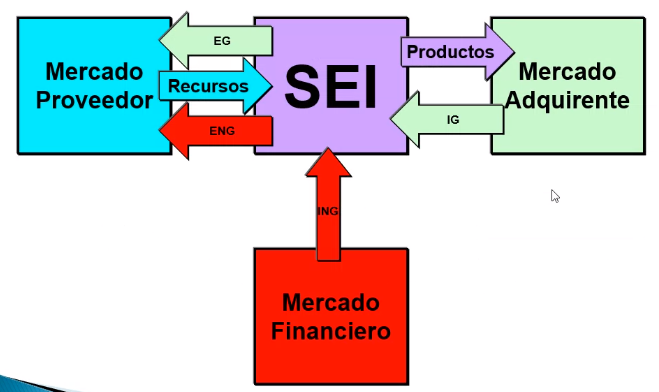 EG
Mercado
Proveedor
Recursos
ENG
SEI
Productos
Mercado
Adquirente
IG
ING
Mercado
Financiero